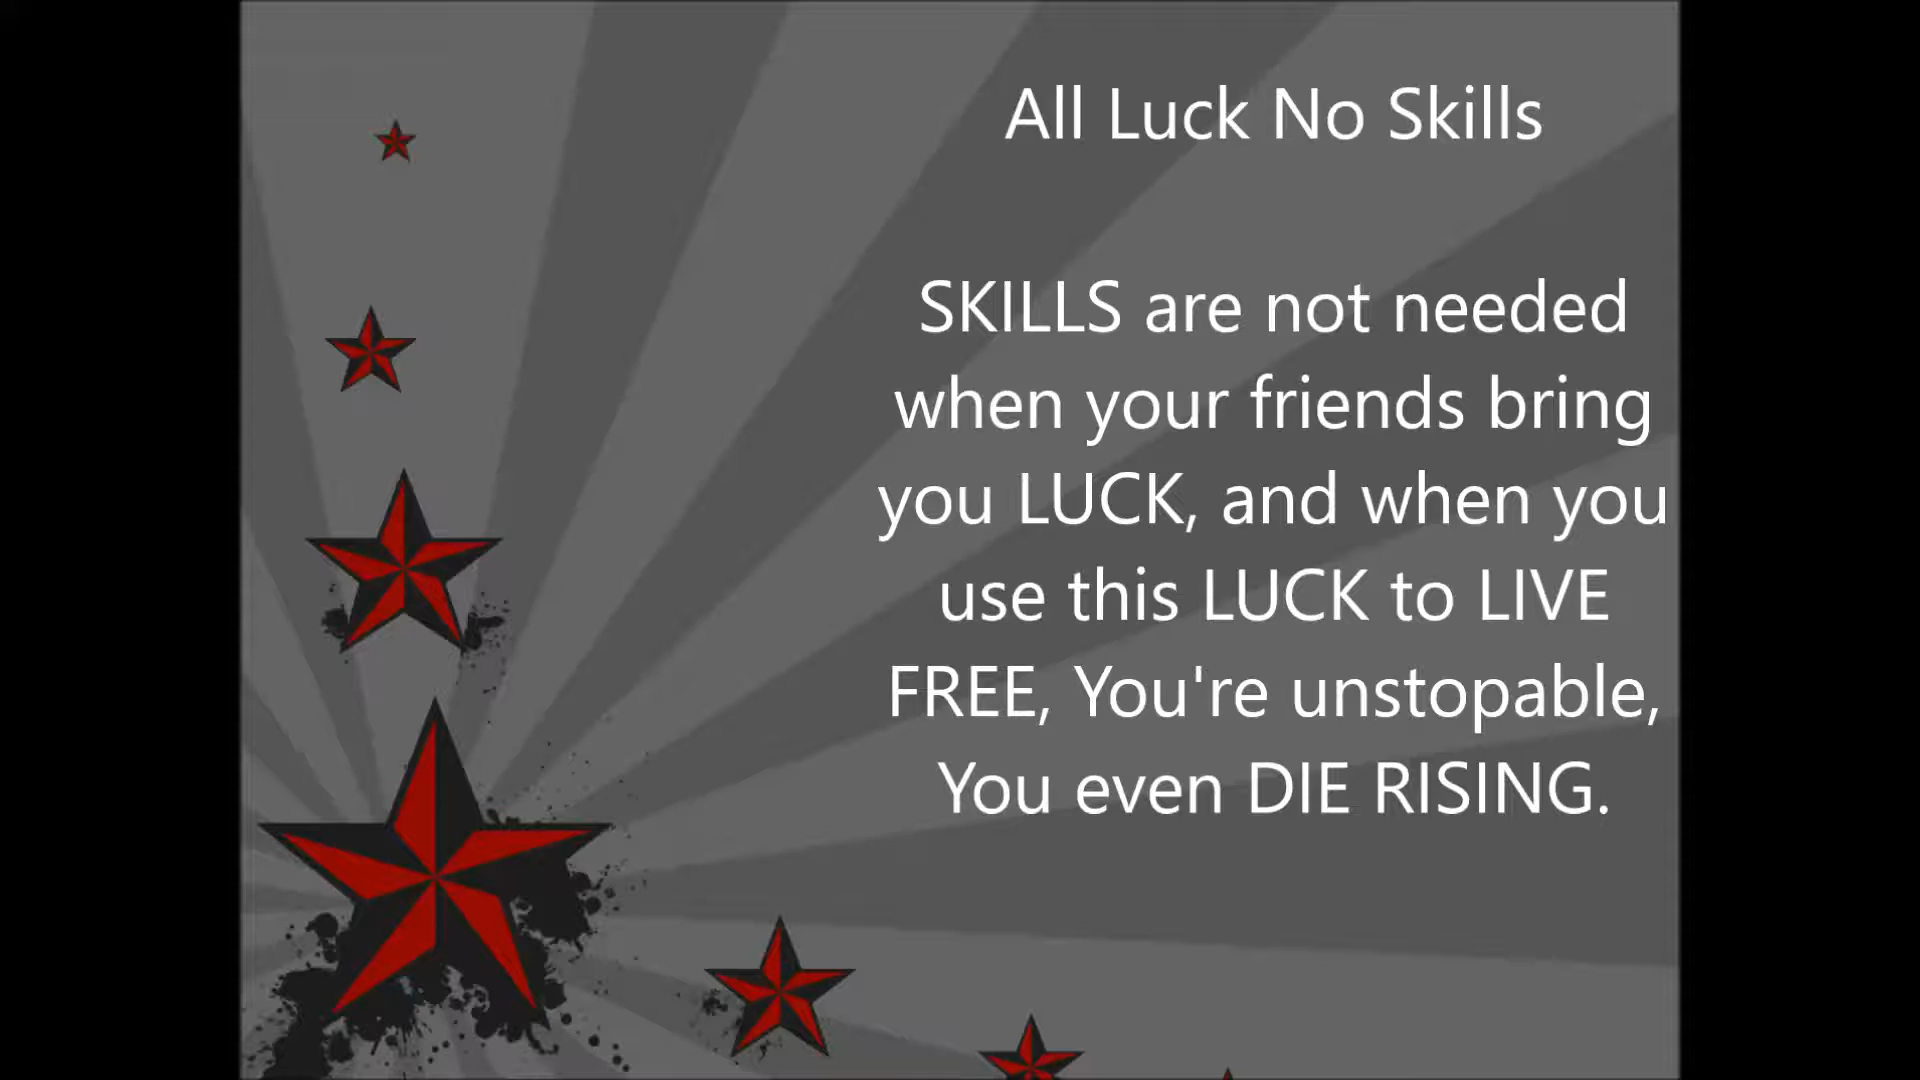 All Luck No Skills
SKILLS are not needed
when your friends bring
you LUCK, and when you
use this LUCK to LIVE
FREE, You're unstopable,
You even DIE RISING.